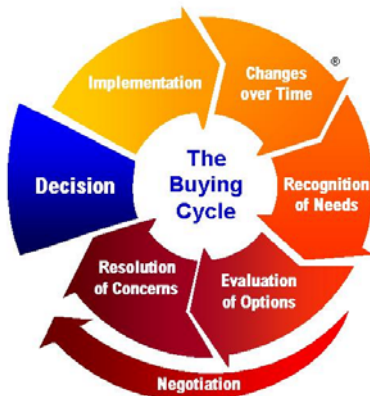 Implementation
Changes
over Time
®
Decision
The
Buying
Cycle
Recognition
of Needs
Resolution
of Concerns
Evaluation
of Options
Negotiation